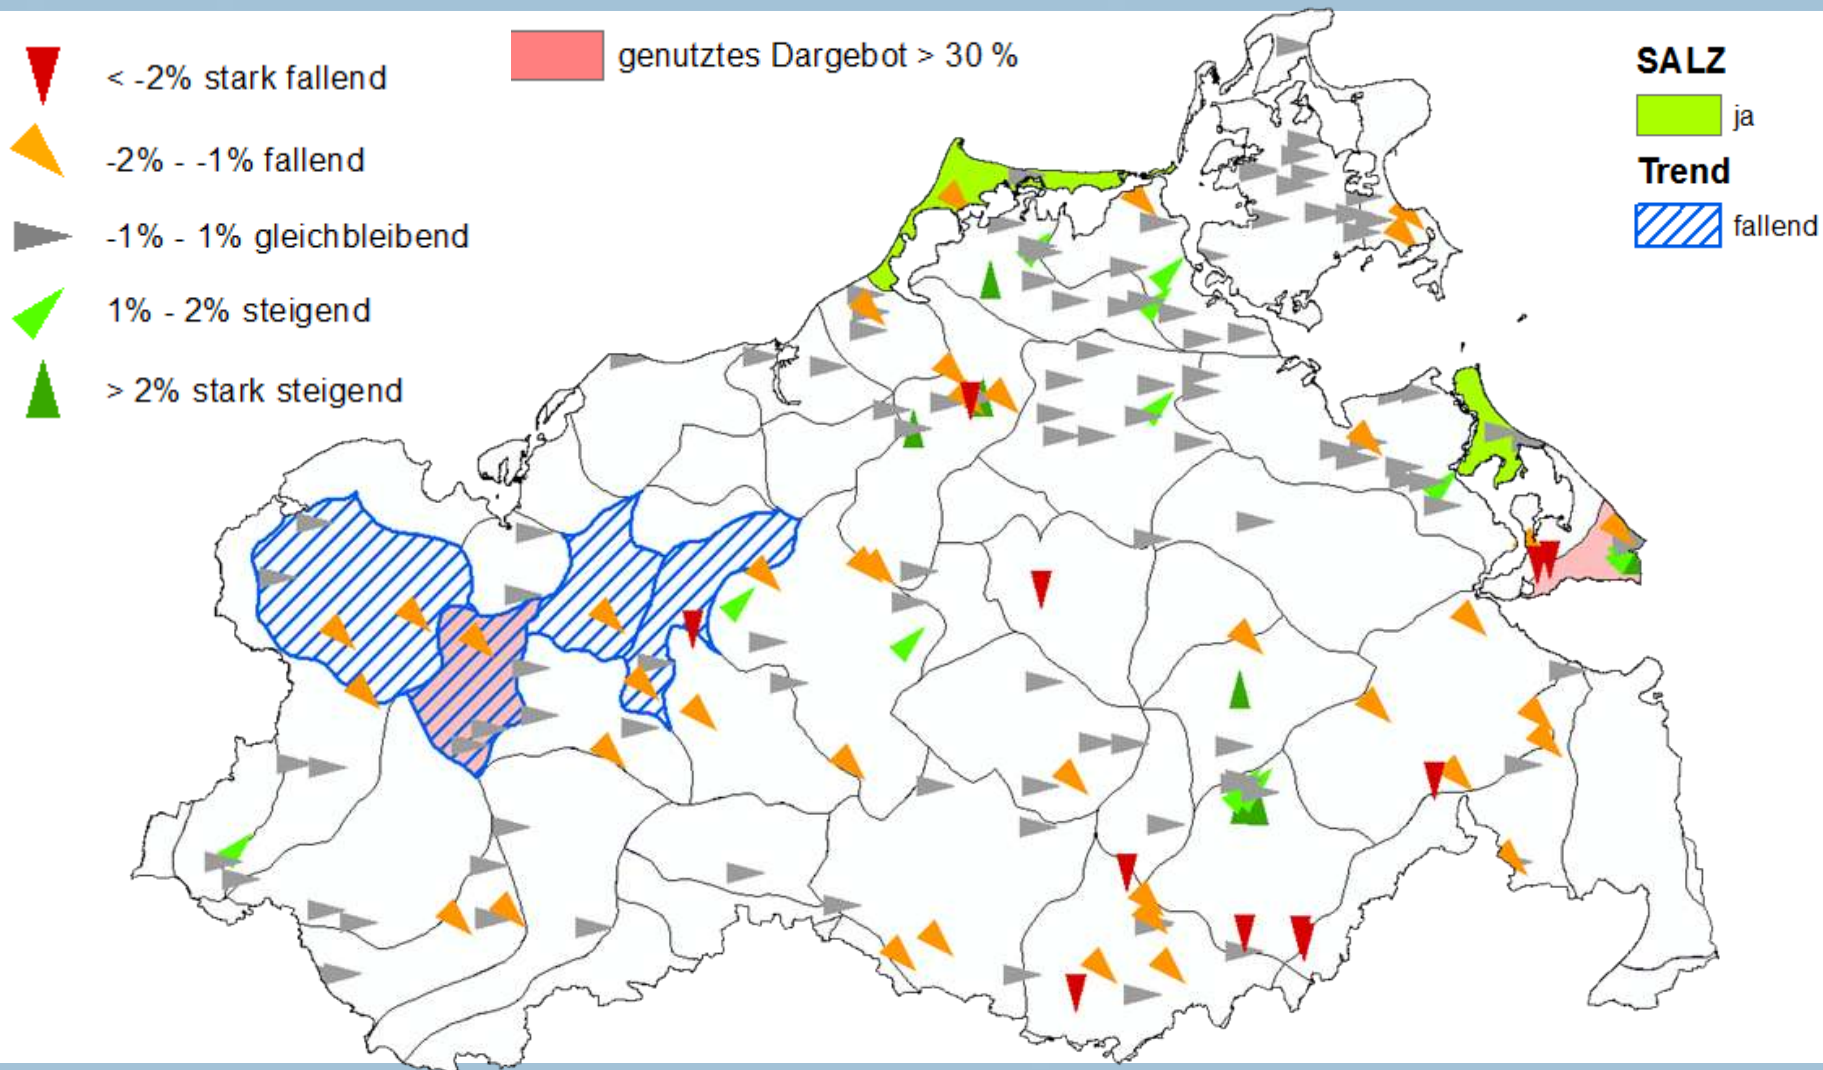 < -2% stark fallend
-2% - -1% fallend
-1% - 1% gleichbleibend
1% - 2% steigend
> 2% stark steigend
genutztes Dargebot > 30 %
SALZ
ja
Trend
fallend